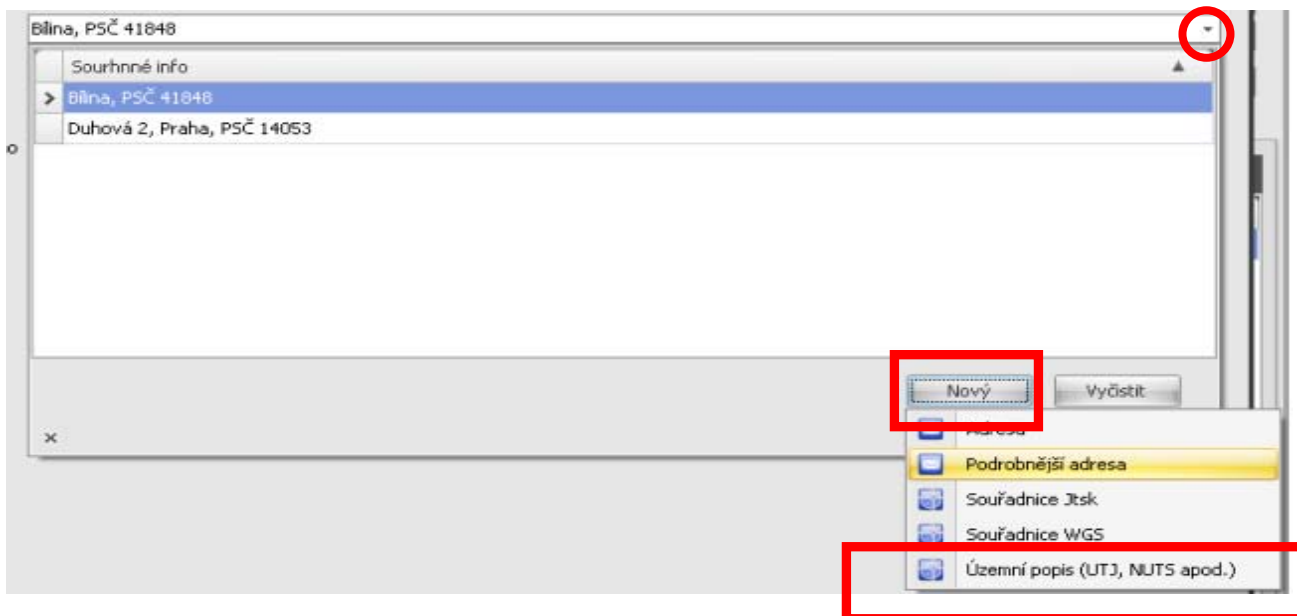 Bílina, PSČ 41848
Sourhnné info
Bílina, PSČ 41848
Duhová 2, Praha, PSČ 14053
o
Nový
Vyčistit
Adresa
Podrobnější adresa
Souřadnice Jtsk
Souřadnice WGS
Územní popis (UTJ, NUTS apod.)